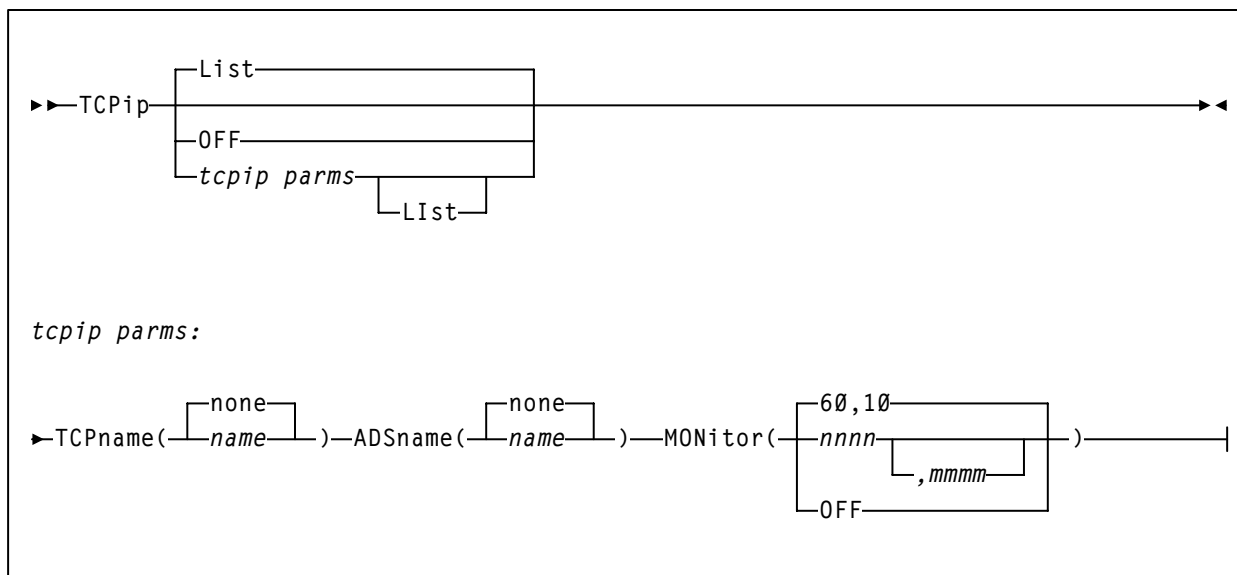 List
TCPip
OFF
tcpip parms
LIst
tcpip parms:
none none 60,10
TCPname( name ) ADSname( name ) MONitor( nnnn )
,mmmm
OFF